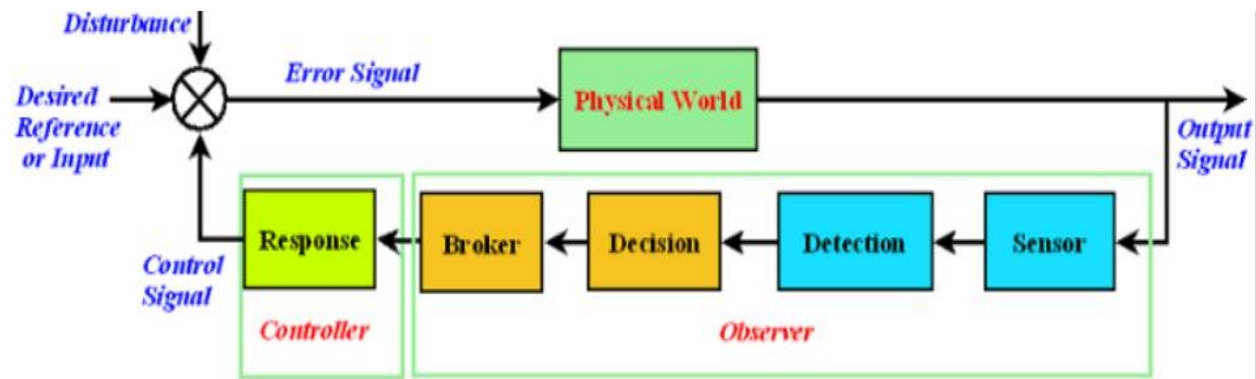 Disturbance
Error Signal
Desired
Reference
or Input
Physical World
Output
Signal
Response
Broker
Decision
Detection
Sensor
Control
Signal
Controller
Observer